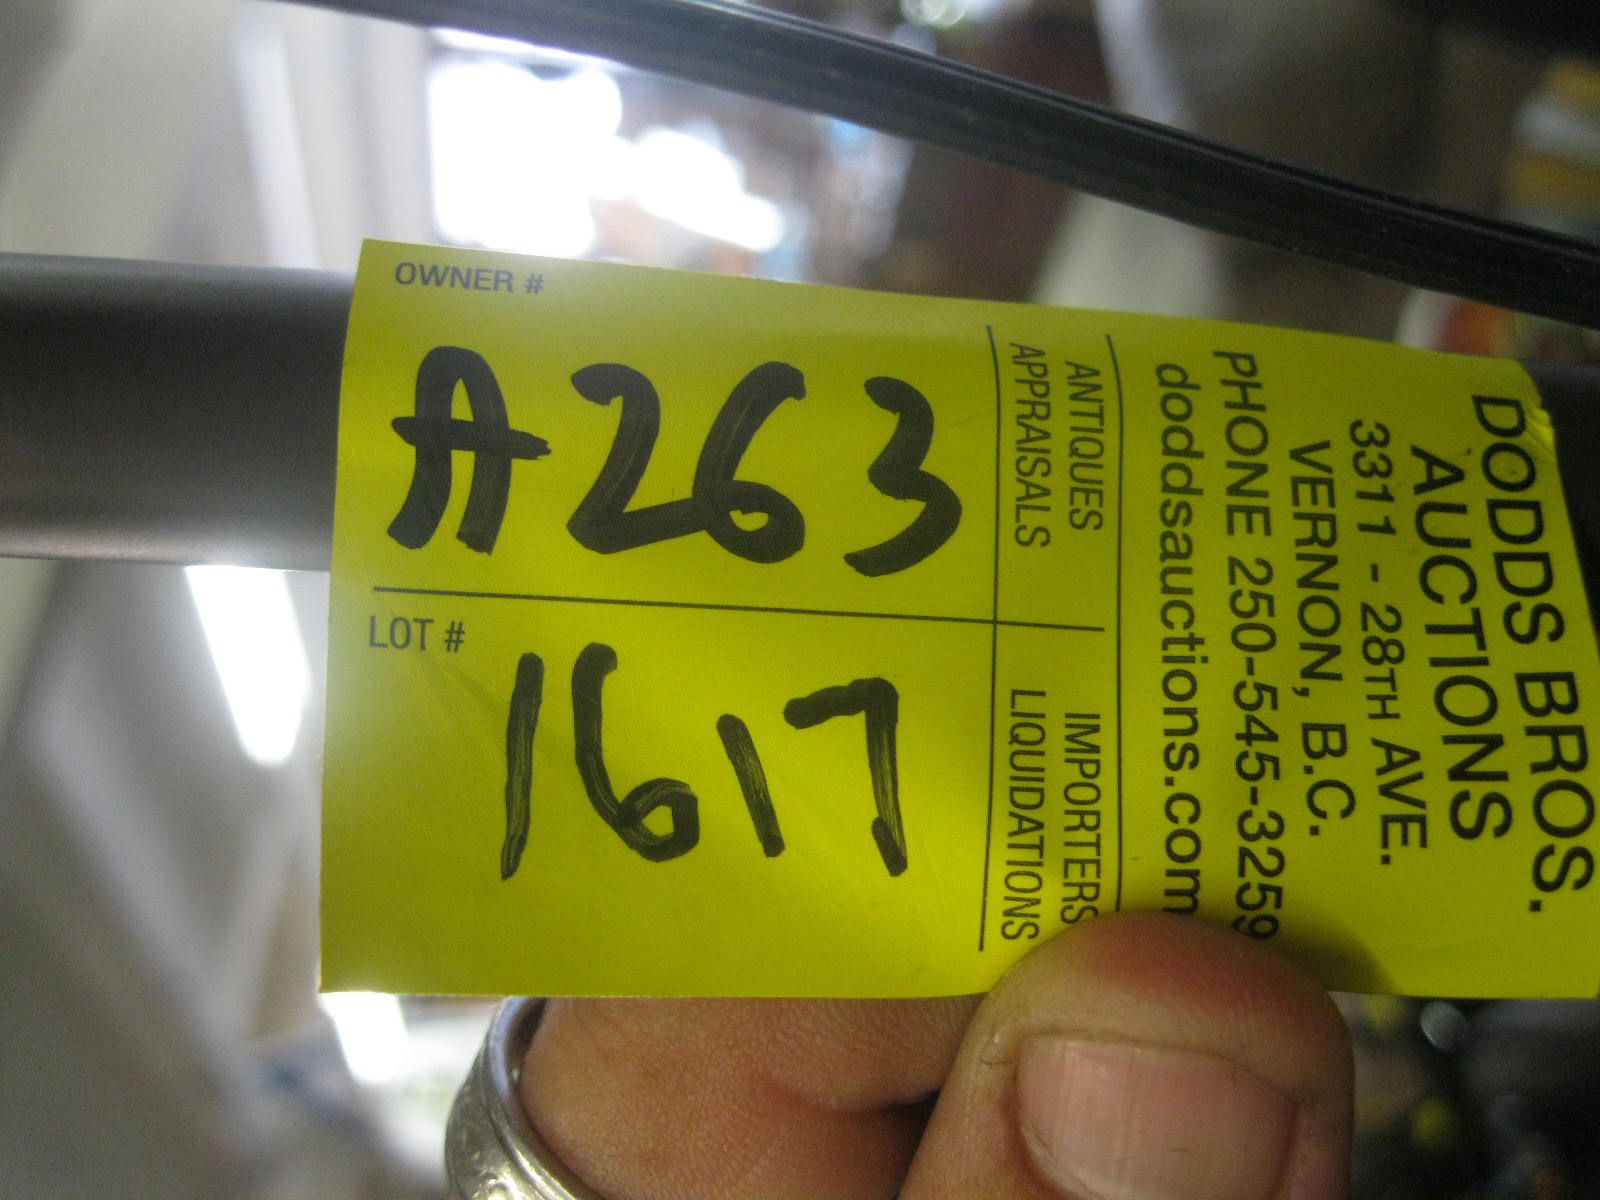 OWNER #
A263
LOT #
1617
ANTIQUES
APPRAISALS
IMPORTERS
LIQUIDATIONS
DODDS BROS.
AUCTIONS
3311 - 28TH AVE.
VERNON, B.C.
PHONE 250-545-3259
doddsauctions.com